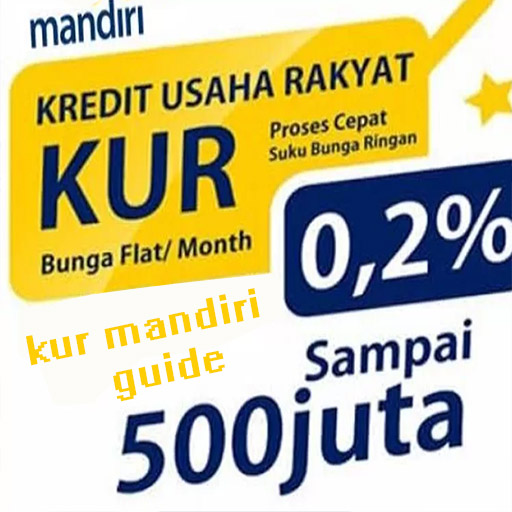 mandiri
KREDIT USAHA RAKYAT
KUR
Proses Cepat
Suku Bunga Ringan
Bunga Flat/ Month
0,2%
kur mandiri
guide
Sampai
500juta